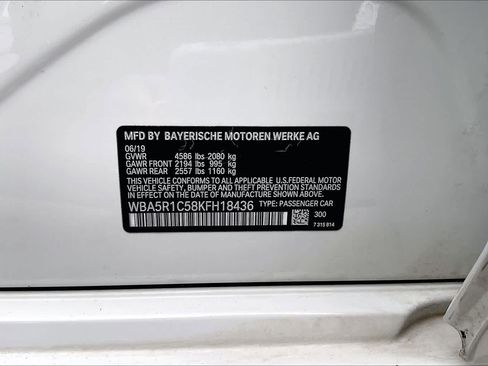 MFD BY BAYERISCHE MOTOREN WERKE AG
06/19
GVWR 4586 lbs 2080 kg
GAWR FRONT 2194 lbs 995 kg
GAWR REAR 2557 lbs 1160 kg
THIS VEHICLE CONFORMS TO ALL APPLICABLE U.S.FEDERAL MOTOR
VEHICLE SAFETY, BUMPER AND THEFT PREVENTION STANDARDS IN
EFFECT ON THE DATE OF MANUFACTURE SHOWN ABOVE.
WBA5R1C58KFH18436 TYPE: PASSENGER CAR
300
7 315 814